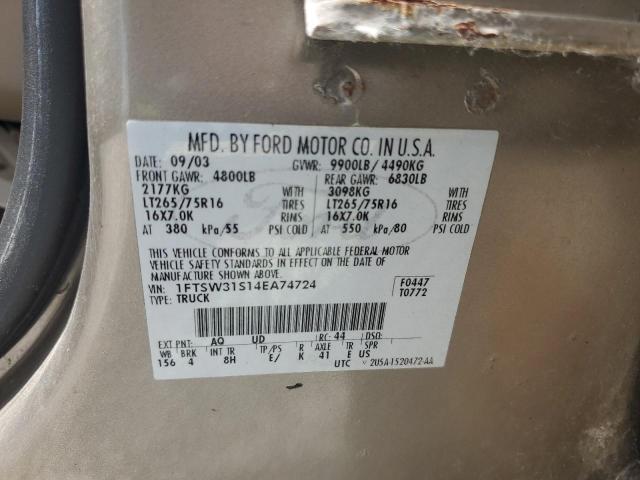 MFD. BY FORD MOTOR CO. IN U.S.A.
DATE: 09/03 GVWR: 9900LB/ 4490KG
FRONT GAWR: 4800LB REAR GAWR: 6830LB
2177KG WITH 3098KG WITH
LT265/75R16 TIRES LT265/75R16 TIRES
16X7.0K RIMS 16X7.0K RIMS
AT 380 kPa/55 PSI COLD AT 550 kPa/80 PSI COLD
THIS VEHICLE CONFORMS TO ALL APPLICABLE FEDERAL MOTOR
VEHICLE SAFETY STANDARDS IN EFFECT ON THE DATE OF
MANUFACTURE SHOWN ABOVE.
VIN: 1FTSW31S14EA74724 F0447
TYPE: TRUCK T0772
EXT PNT: AQ UD RC: 44 DSO:
WB BRK INT TR TP/PS R AXLE TR SPR
156 4 8H E/ K 41 E US
UTC 2U5A-1520472-AA